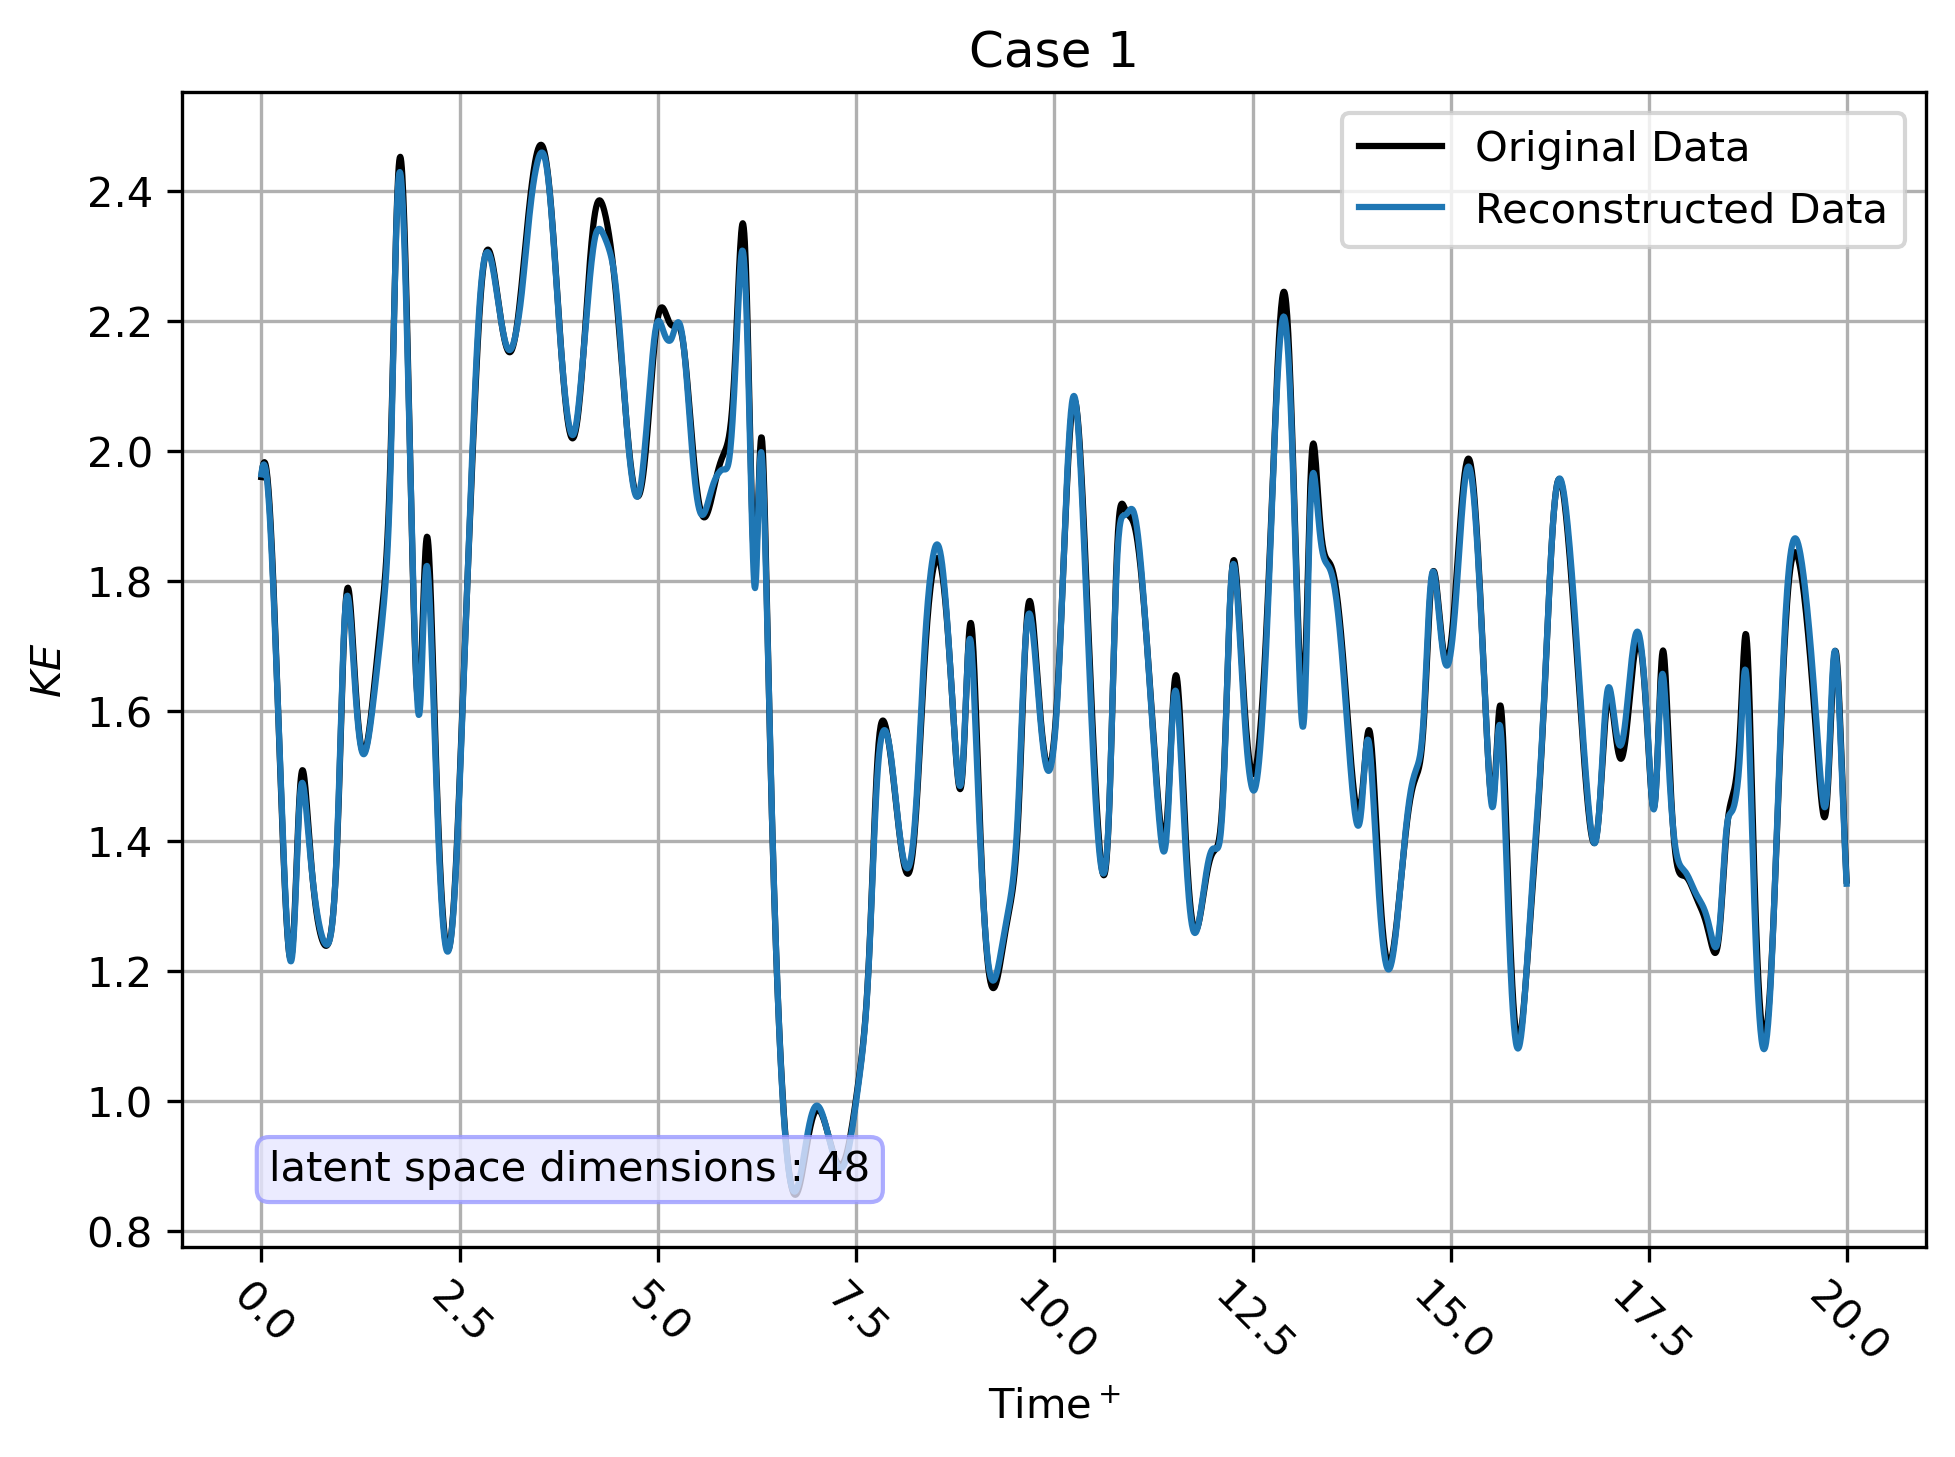 Case 1
Original Data
Reconstructed Data
KE
2.4
2.2
2.0
1.8
1.6
1.4
1.2
1.0
0.8
latent space dimensions : 48
0.0 2.5 5.0 7.5 10.0 12.5 15.0 17.5 20.0
Time⁺